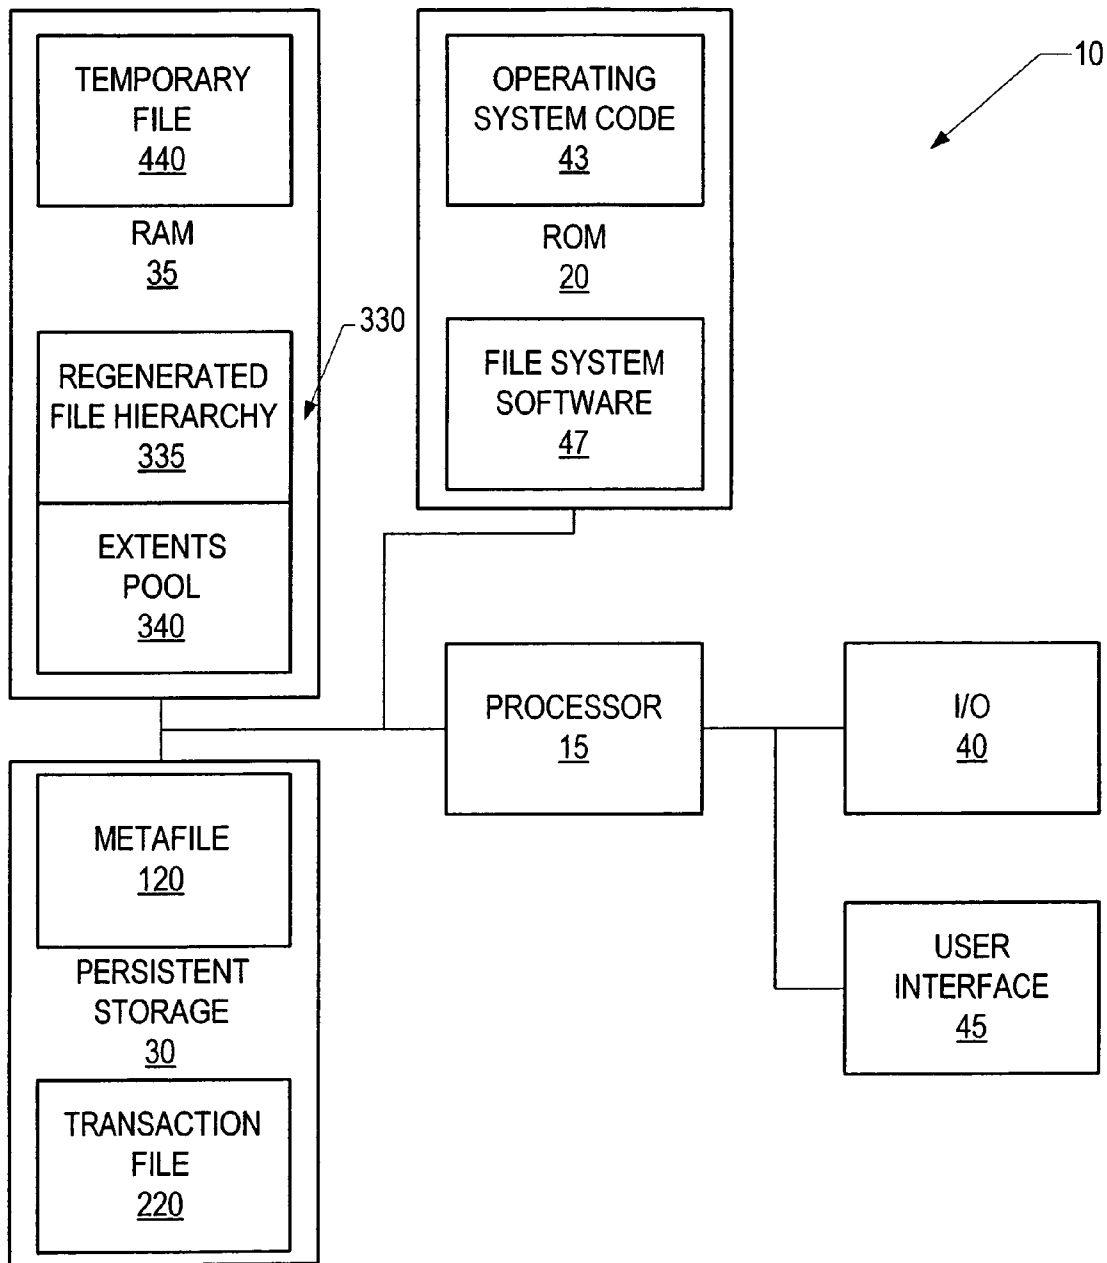 TEMPORARY
FILE
440
RAM
35
330
REGENERATED
FILE HIERARCHY
335
EXTENTS
POOL
340
OPERATING
SYSTEM CODE
43
ROM
20
FILE SYSTEM
SOFTWARE
47
10
PROCESSOR
15
I/O
40
USER
INTERFACE
45
METAFILE
120
PERSISTENT
STORAGE
30
TRANSACTION
FILE
220